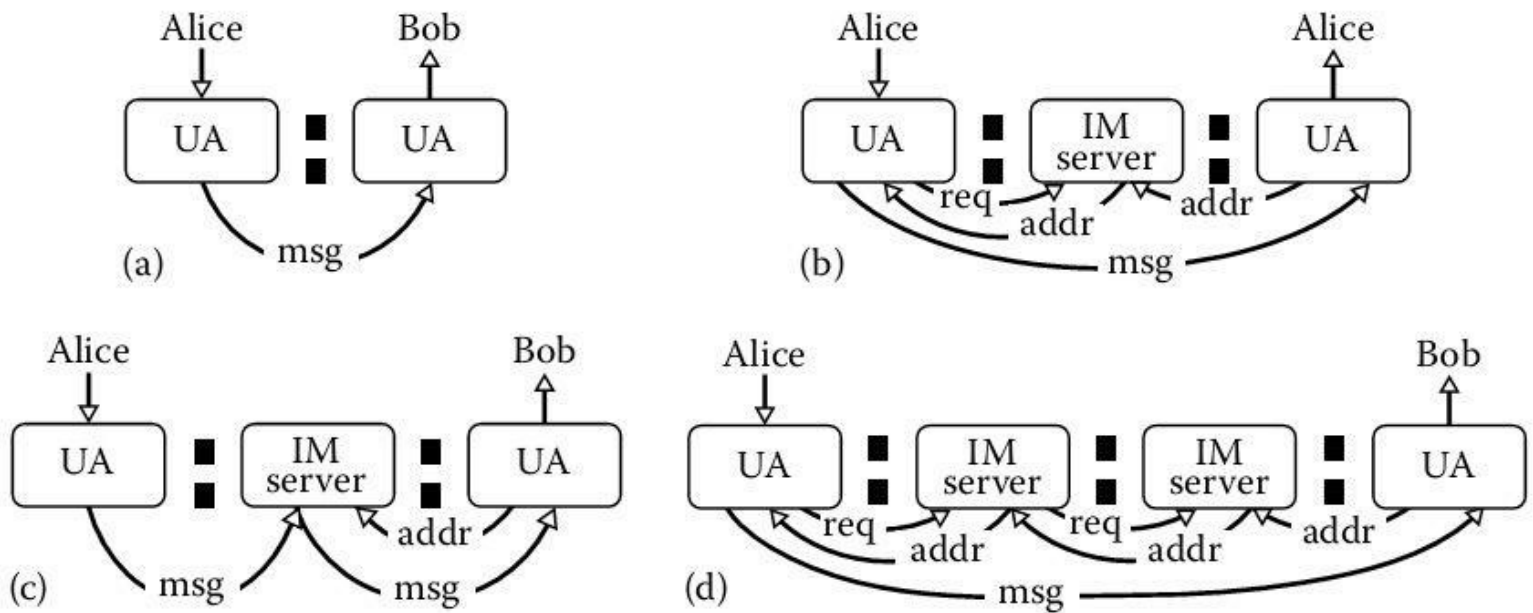 Alice
Bob
UA
UA
msg
(a)
Alice
Alice
UA
IM
server
UA
req
addr
addr
msg
(b)
Alice
Bob
UA
IM
server
UA
addr
msg
msg
(c)
Alice
Bob
UA
IM
server
IM
server
UA
req
addr
req
addr
addr
msg
(d)